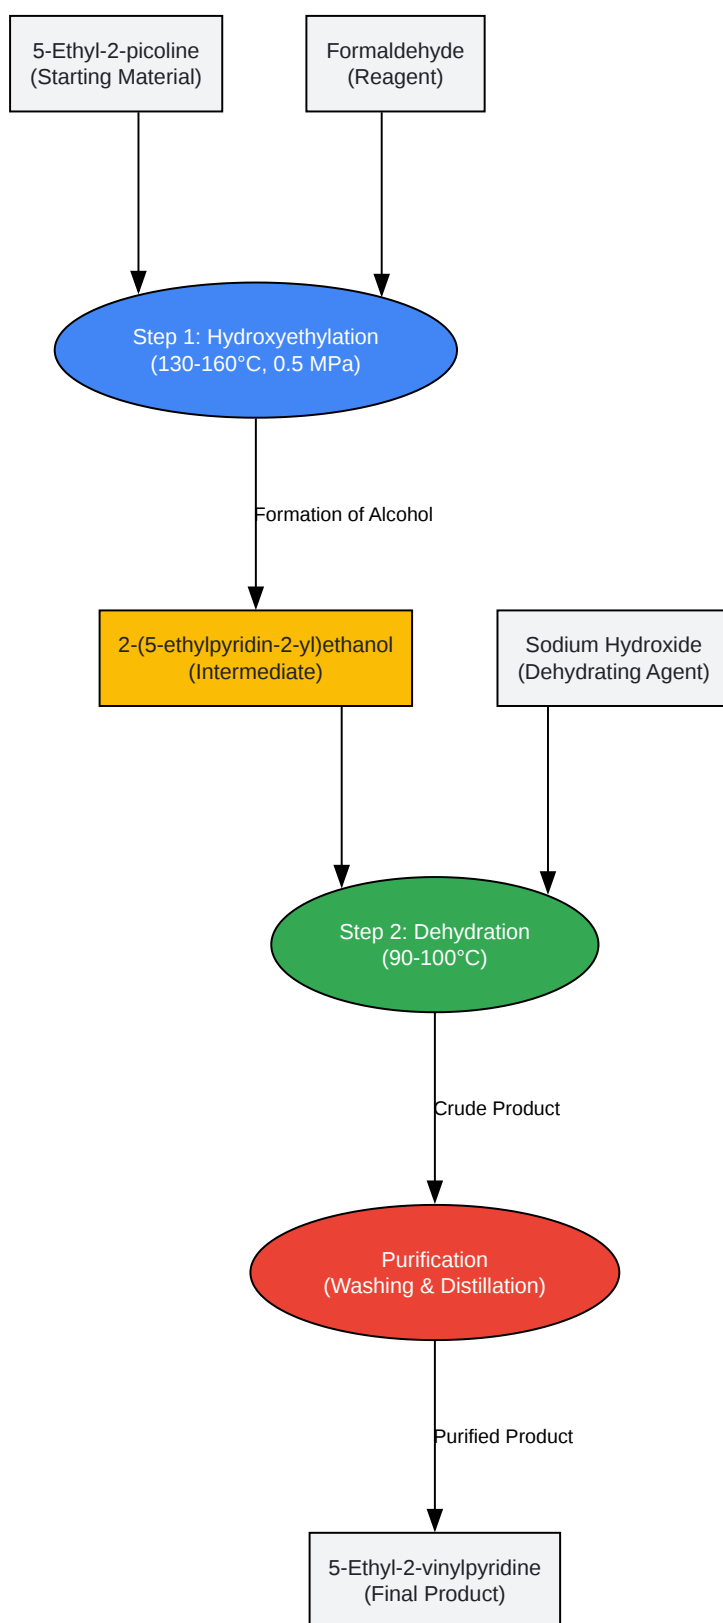 5-Ethyl-2-picoline
(Starting Material)
Formaldehyde
(Reagent)
Step 1: Hydroxyethylation
(130-160°C, 0.5 MPa)
Formation of Alcohol
2-(5-ethylpyridin-2-yl)ethanol
(Intermediate)
Sodium Hydroxide
(Dehydrating Agent)
Step 2: Dehydration
(90-100°C)
Crude Product
Purification
(Washing & Distillation)
Purified Product
5-Ethyl-2-vinylpyridine
(Final Product)